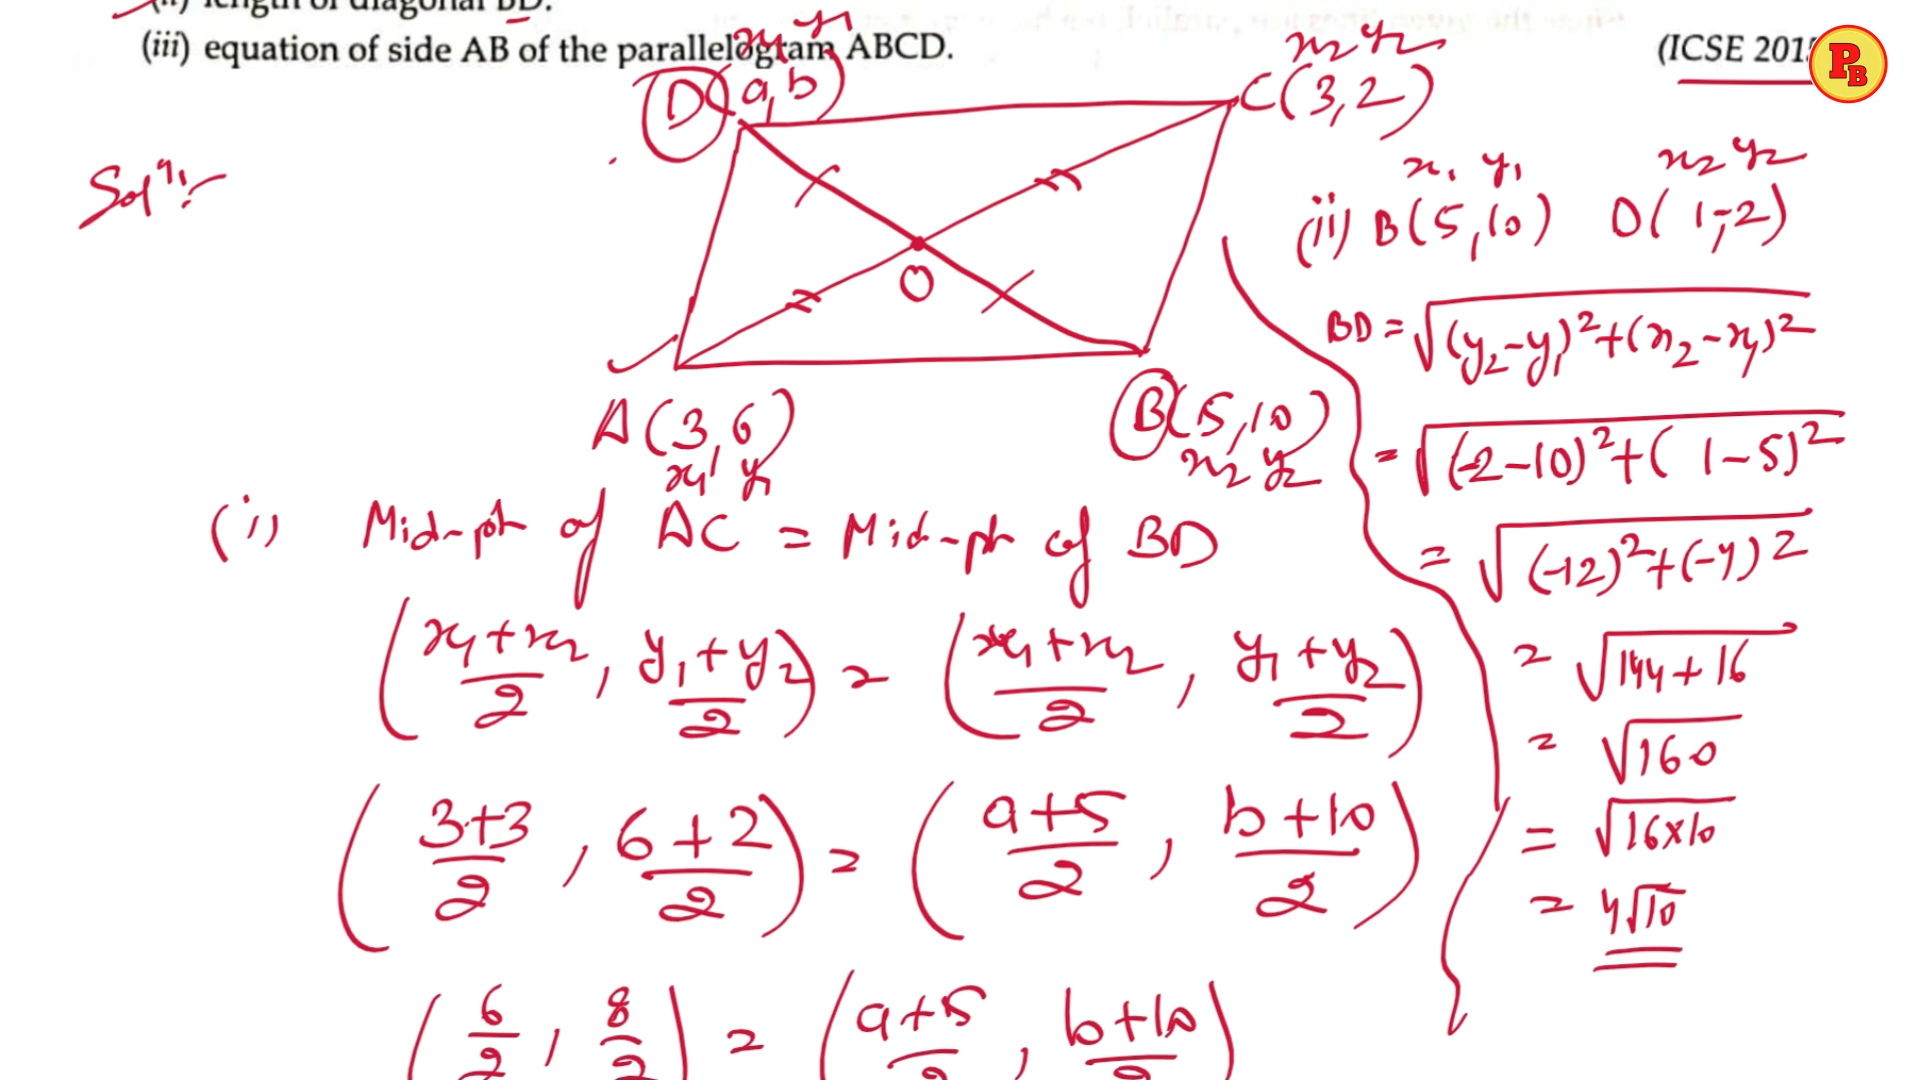 (ii) length of diagonal BD.
(iii) equation of side AB of the parallelogram ABCD.
(ICSE 201
PB
x₁ y₁
D(a,b)
x₂ y₂
C(3,2)
Solⁿ:-
O
A(3,6)
x₁ y₁
B(5,10)
x₂ y₂
(i) Mid-pt of AC = Mid-pt of BD
(x₁+x₂/2, y₁+y₂/2) = (x₁+x₂/2, y₁+y₂/2)
(3+3/2, 6+2/2) = (a+5/2, b+10/2)
(6/2, 8/2) = (a+5/2, b+10/2)
x₁ y₁ x₂ y₂
(ii) B(5,10) D(1,-2)
BD = √(y₂-y₁)²+(x₂-x₁)²
= √(-2-10)²+(1-5)²
= √(-12)²+(-4)²
= √144+16
= √160
= √16×10
= 4√10